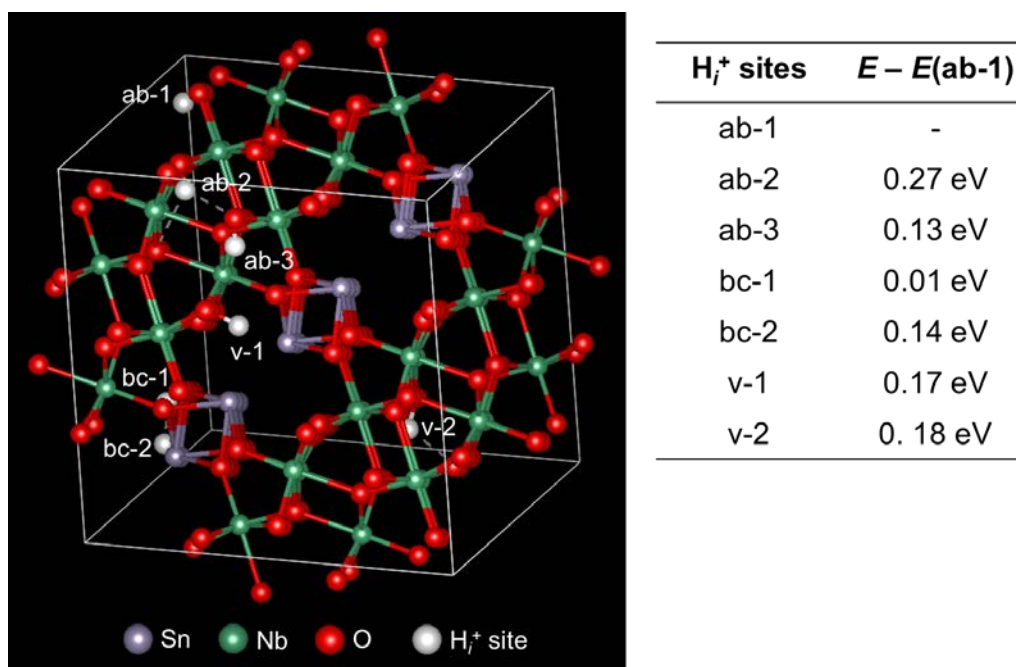 ab-1
ab-2
ab-3
v-1
bc-1
v-2
bc-2
Sn Nb O Hᵢ⁺ site
Hᵢ⁺ sites E – E(ab-1)
ab-1 -
ab-2 0.27 eV
ab-3 0.13 eV
bc-1 0.01 eV
bc-2 0.14 eV
v-1 0.17 eV
v-2 0. 18 eV